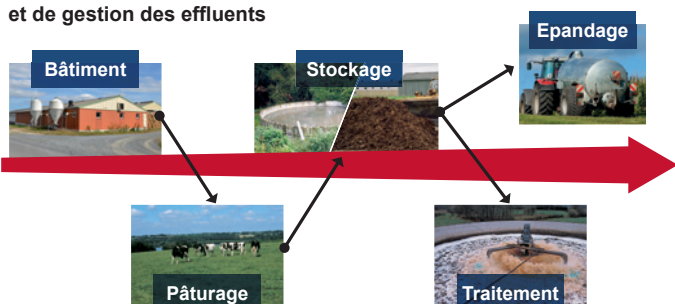 et de gestion des effluents
Epandage
Bâtiment
Stockage
Pâturage
Traitement